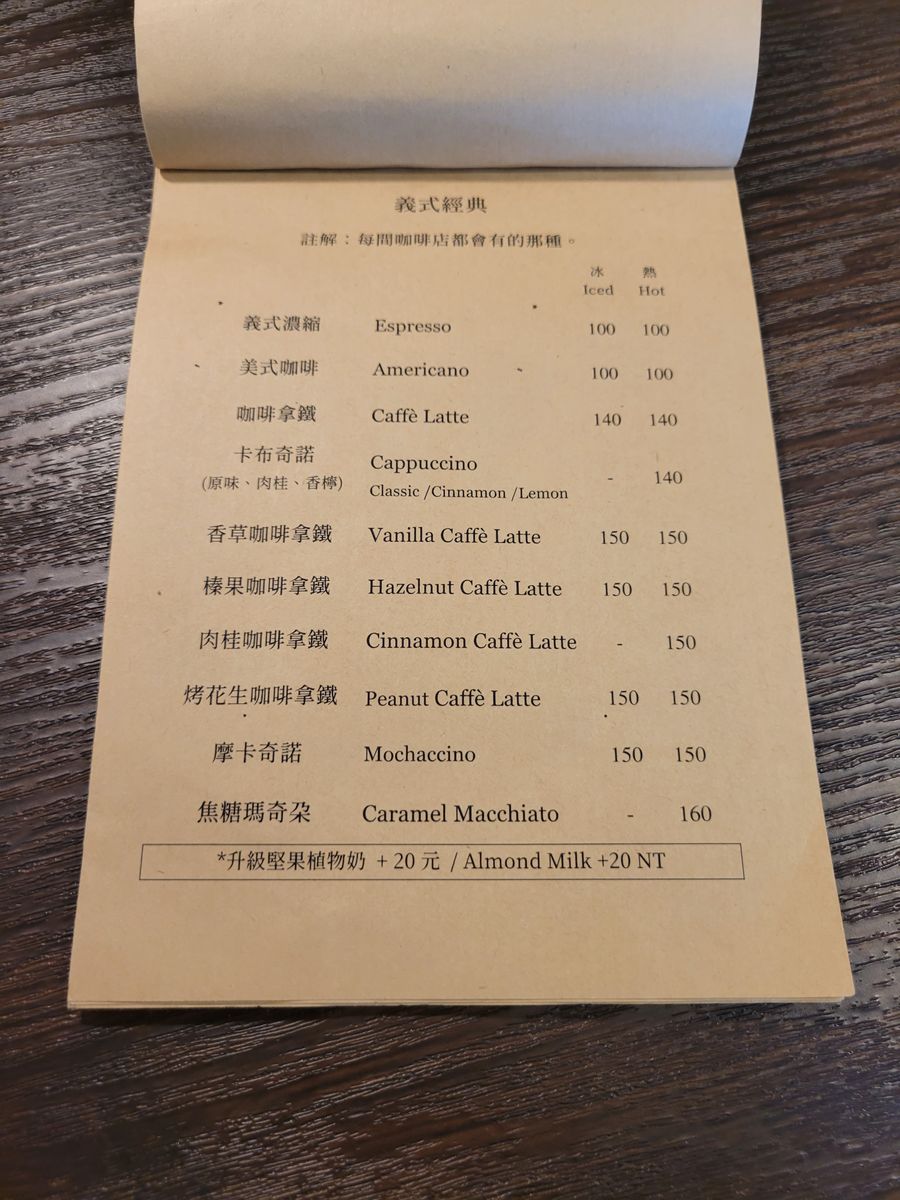 義式經典
註解：每間咖啡店都會有的那種。
冰 熱
Iced Hot
義式濃縮 Espresso 100 100
美式咖啡 Americano 100 100
咖啡拿鐵 Caffè Latte 140 140
卡布奇諾 Cappuccino - 140
(原味、肉桂、香檸) Classic /Cinnamon /Lemon
香草咖啡拿鐵 Vanilla Caffè Latte 150 150
榛果咖啡拿鐵 Hazelnut Caffè Latte 150 150
肉桂咖啡拿鐵 Cinnamon Caffè Latte - 150
烤花生咖啡拿鐵 Peanut Caffè Latte 150 150
摩卡奇諾 Mochaccino 150 150
焦糖瑪奇朶 Caramel Macchiato - 160
*升級堅果植物奶 + 20 元 / Almond Milk +20 NT